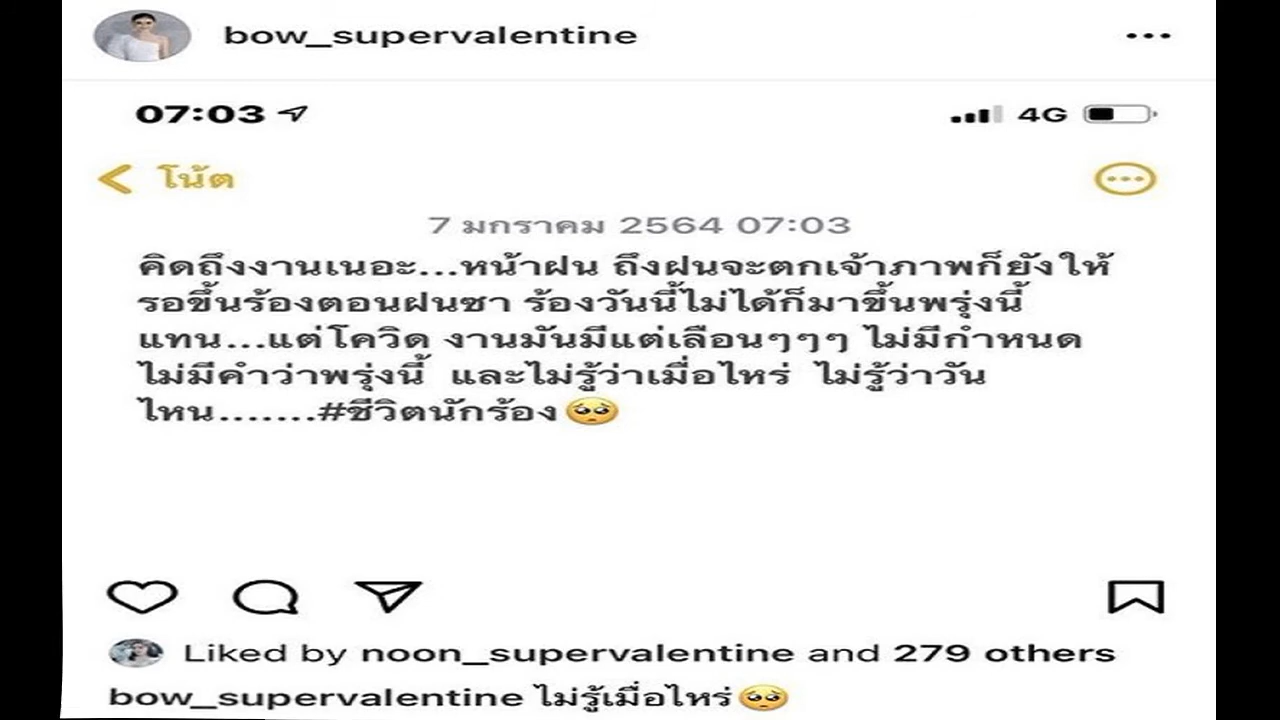 bow_supervalentine
07:03 4G
โน้ต
7 มกราคม 2564 07:03
คิดถึงงานเนอะ...หน้าฝน ถึงฝนจะตกเจ้าภาพก็ยังให้
รอขึ้นร้องตอนฝนซา ร้องวันนี้ไม่ได้ก็มาขึ้นพรุ่งนี้
แทน...แต่โควิด งานมันมีแต่เลือนๆๆๆ ไม่มีกำหนด
ไม่มีคำว่าพรุ่งนี้ และไม่รู้ว่าเมื่อไหร่ ไม่รู้ว่าวัน
ไหน.......#ชีวิตนักร้อง🥺
Liked by noon_supervalentine and 279 others
bow_supervalentine ไม่รู้เมื่อไหร่🥺